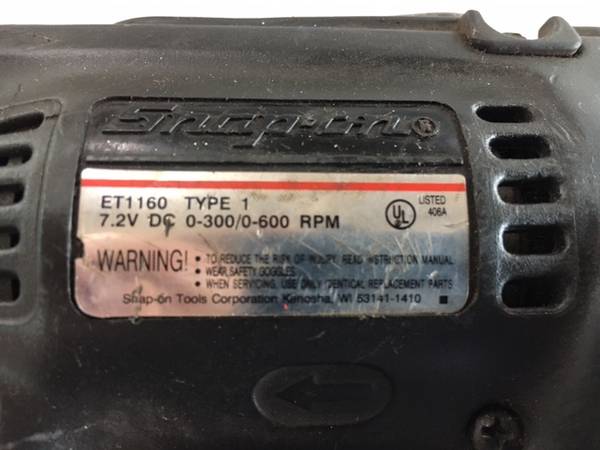 Snap-on®
ET1160 TYPE 1
7.2V DC 0-300/0-600 RPM
UL LISTED
406A
WARNING! • TO REDUCE THE RISK OF INJURY, READ INSTRUCTION MANUAL
• WEAR SAFETY GOGGLES
• WHEN SERVICING, USE ONLY IDENTICAL REPLACEMENT PARTS
Snap-on Tools Corporation Kenosha, WI 53141-1410